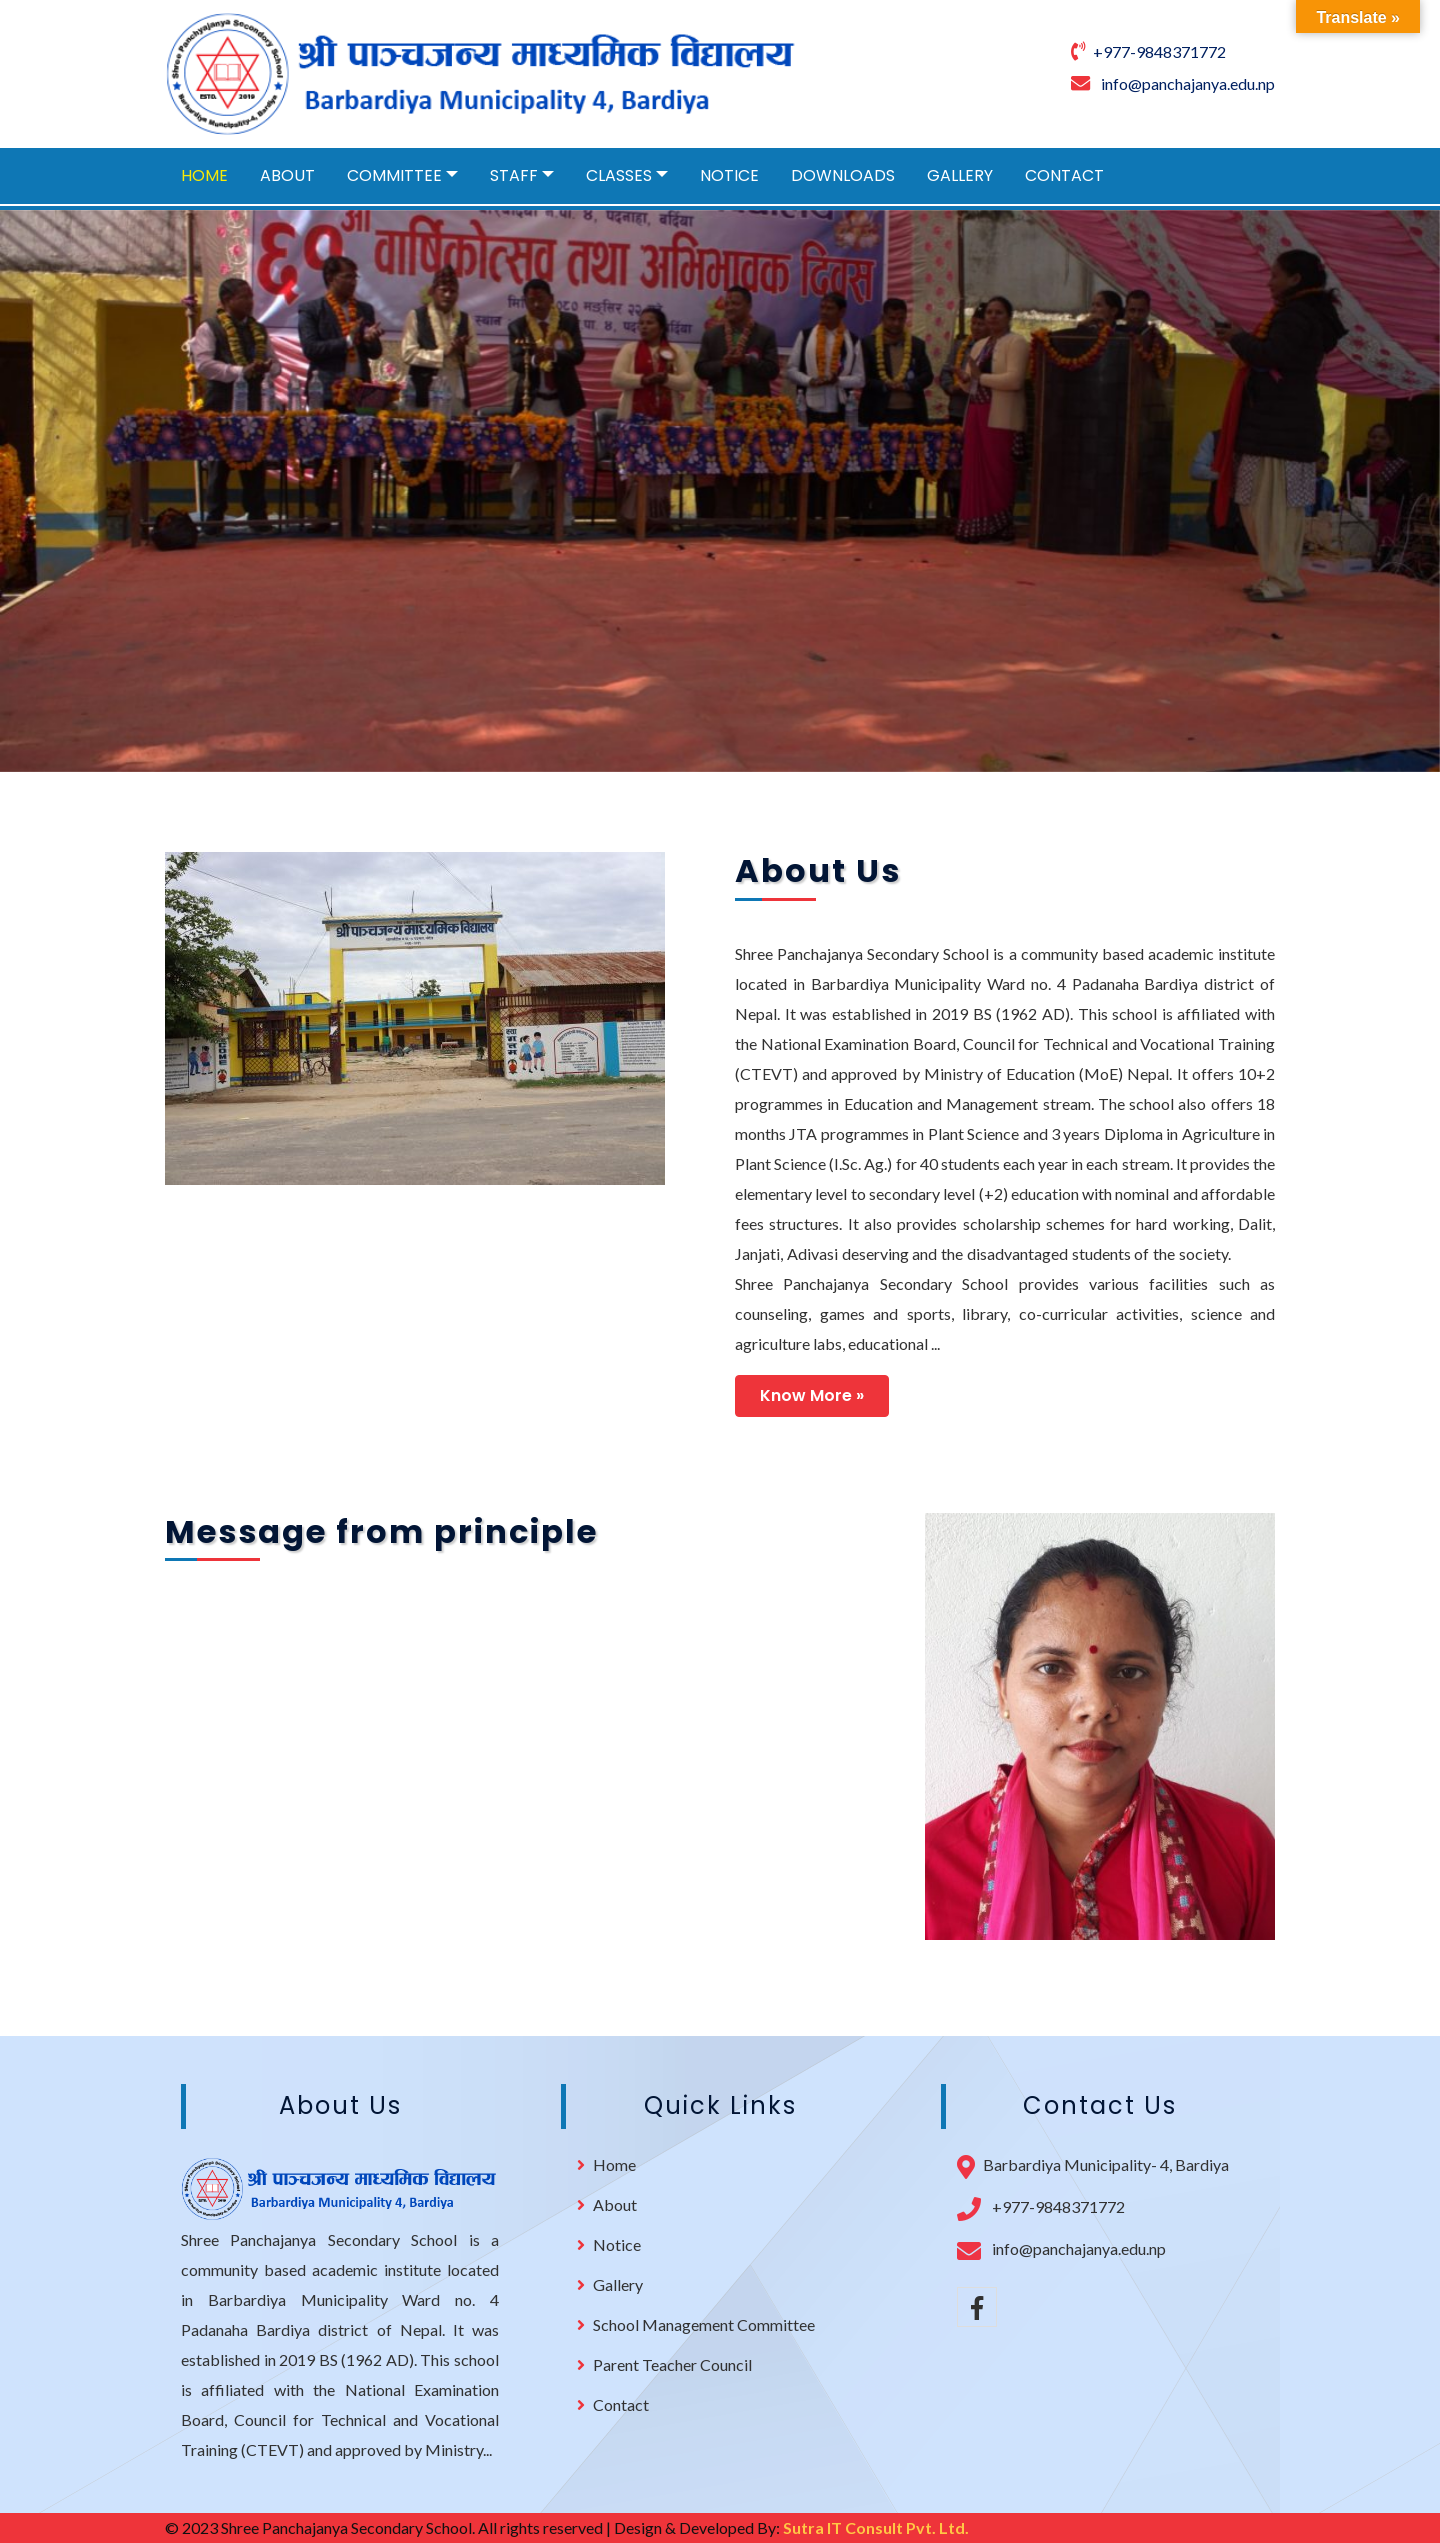 Translate »
Shree Panchyajanya Secondary School
Barbardiya Muncipality-4, Bardiya
ESTD. 2019
श्री पाञ्चजन्य माध्यमिक विद्यालय
Barbardiya Municipality 4, Bardiya
+977-9848371772
info@panchajanya.edu.np
HOME ABOUT COMMITTEE STAFF CLASSES NOTICE DOWNLOADS GALLERY CONTACT
६१औं वार्षिकोत्सव तथा अभिभावक दिवस
About Us
श्री पाञ्चजन्य माध्यमिक विद्यालय
Shree Panchajanya Secondary School is a community based academic institute
located in Barbardiya Municipality Ward no. 4 Padanaha Bardiya district of
Nepal. It was established in 2019 BS (1962 AD). This school is affiliated with
the National Examination Board, Council for Technical and Vocational Training
(CTEVT) and approved by Ministry of Education (MoE) Nepal. It offers 10+2
programmes in Education and Management stream. The school also offers 18
months JTA programmes in Plant Science and 3 years Diploma in Agriculture in
Plant Science (I.Sc. Ag.) for 40 students each year in each stream. It provides the
elementary level to secondary level (+2) education with nominal and affordable
fees structures. It also provides scholarship schemes for hard working, Dalit,
Janjati, Adivasi deserving and the disadvantaged students of the society.
Shree Panchajanya Secondary School provides various facilities such as
counseling, games and sports, library, co-curricular activities, science and
agriculture labs, educational ...
Know More »
Message from principle
About Us
श्री पाञ्चजन्य माध्यमिक विद्यालय
Barbardiya Municipality 4, Bardiya
Shree Panchajanya Secondary School is a
community based academic institute located
in Barbardiya Municipality Ward no. 4
Padanaha Bardiya district of Nepal. It was
established in 2019 BS (1962 AD). This school
is affiliated with the National Examination
Board, Council for Technical and Vocational
Training (CTEVT) and approved by Ministry...
Quick Links
Home
About
Notice
Gallery
School Management Committee
Parent Teacher Council
Contact
Contact Us
Barbardiya Municipality- 4, Bardiya
+977-9848371772
info@panchajanya.edu.np
© 2023 Shree Panchajanya Secondary School. All rights reserved | Design & Developed By: Sutra IT Consult Pvt. Ltd.